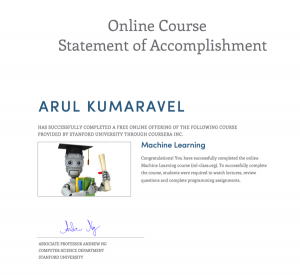 Online Course
Statement of Accomplishment
ARUL KUMARAVEL
HAS SUCCESSFULLY COMPLETED A FREE ONLINE OFFERING OF THE FOLLOWING COURSE
PROVIDED BY STANFORD UNIVERSITY THROUGH COURSERA INC.
Machine Learning
Congratulations! You have successfully completed the online
Machine Learning course (ml-class.org). To successfully complete
the course, students were required to watch lectures, review
questions and complete programming assignments.
ASSOCIATE PROFESSOR ANDREW NG
COMPUTER SCIENCE DEPARTMENT
STANFORD UNIVERSITY